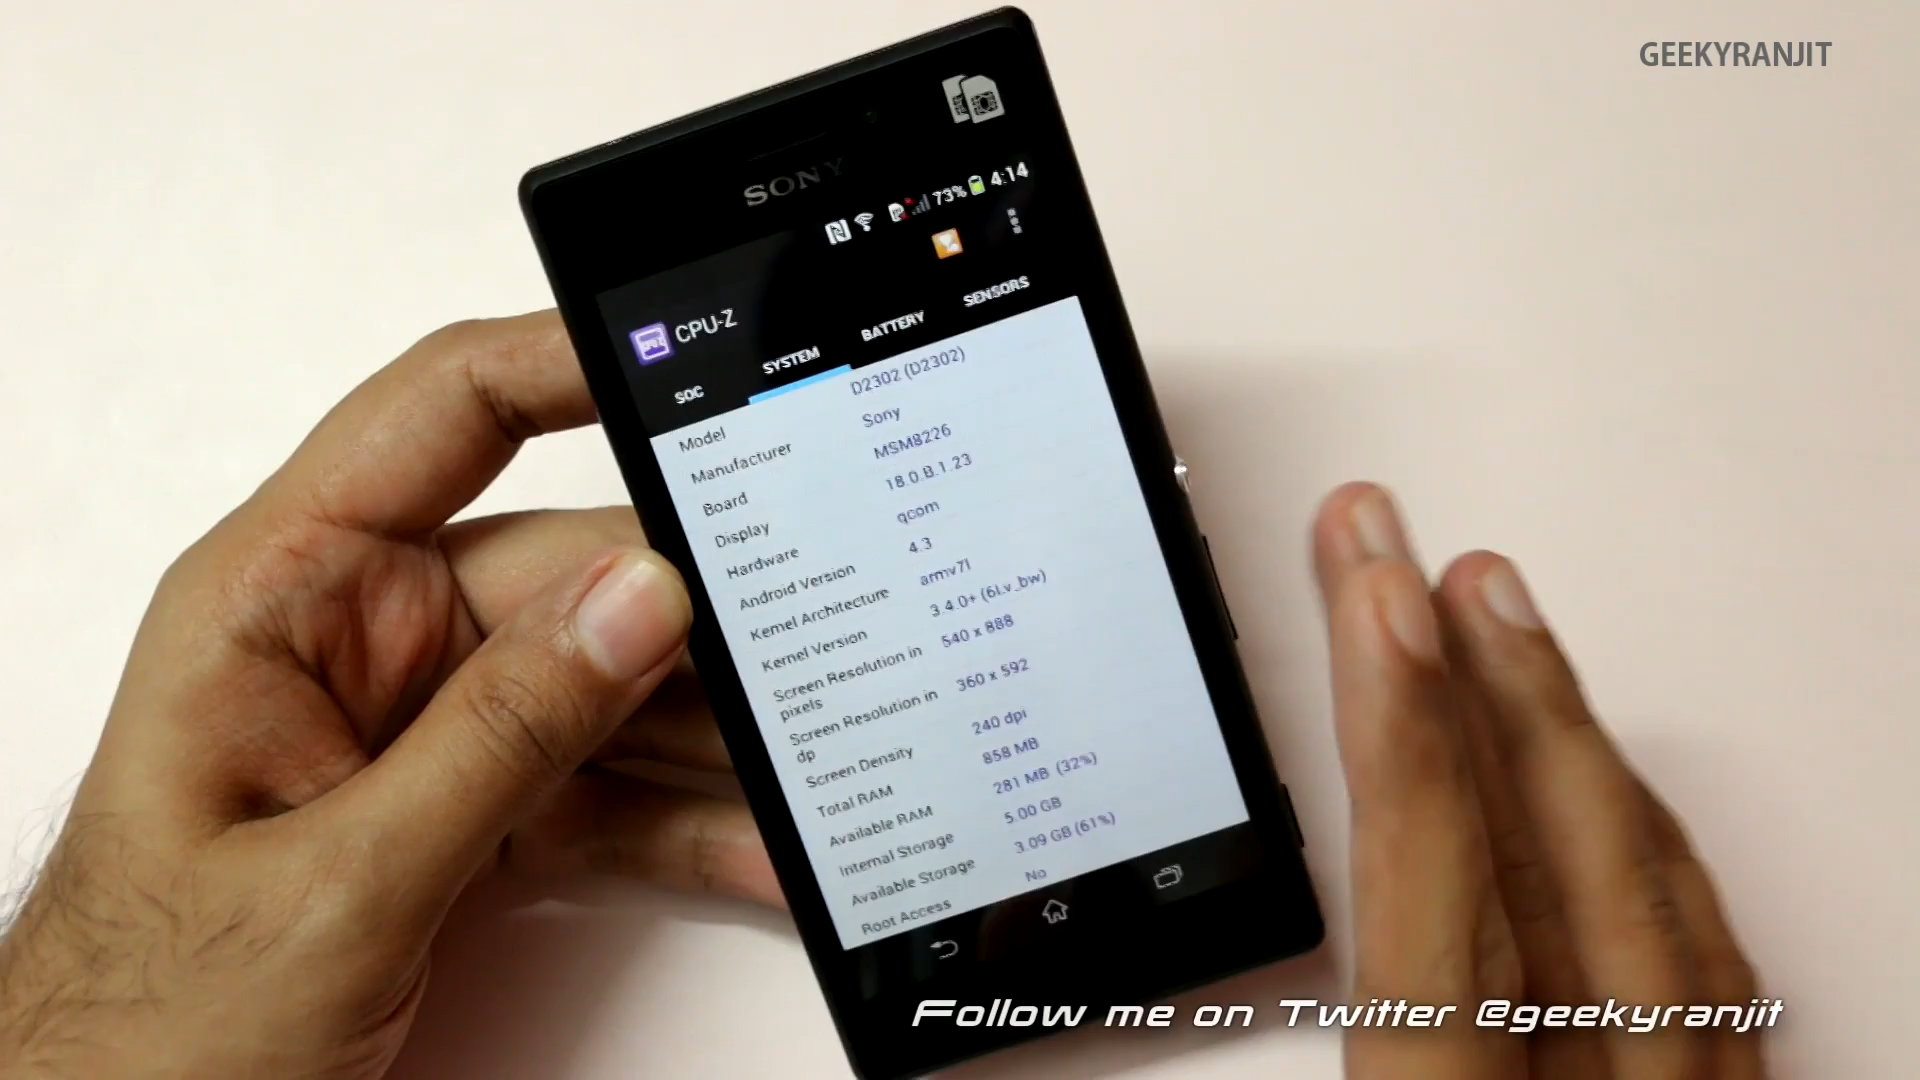 GEEKYRANJIT
SONY
73% 4:14
CPU-Z
SOC SYSTEM BATTERY SENSORS
Model D2302 (D2302)
Manufacturer Sony
Board MSM8226
Display 18.0.B.1.23
Hardware qcom
Android Version 4.3
Kernel Architecture armv7l
Kernel Version 3.4.0+ (6l.v_bw)
Screen Resolution in pixels 540 x 888
Screen Resolution in dp 360 x 592
Screen Density 240 dpi
Total RAM 858 MB
Available RAM 281 MB (32%)
Internal Storage 5.00 GB
Available Storage 3.09 GB (61%)
Root Access No
Follow me on Twitter @geekyranjit